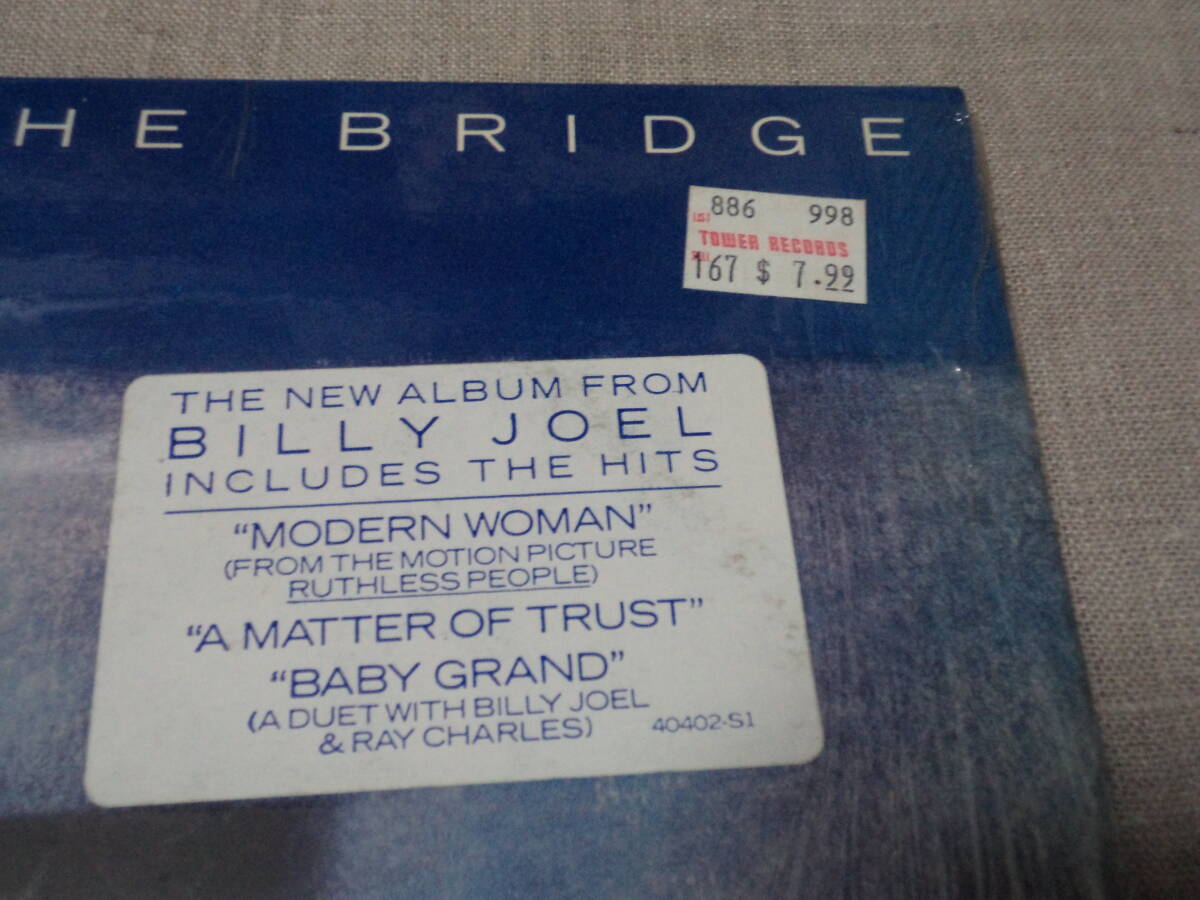 HE BRIDGE
886 998
TOWER RECORDS
167 $ 7.99
THE NEW ALBUM FROM
BILLY JOEL
INCLUDES THE HITS
“MODERN WOMAN”
(FROM THE MOTION PICTURE
RUTHLESS PEOPLE)
“A MATTER OF TRUST”
“BABY GRAND”
(A DUET WITH BILLY JOEL
& RAY CHARLES)
40402-S1